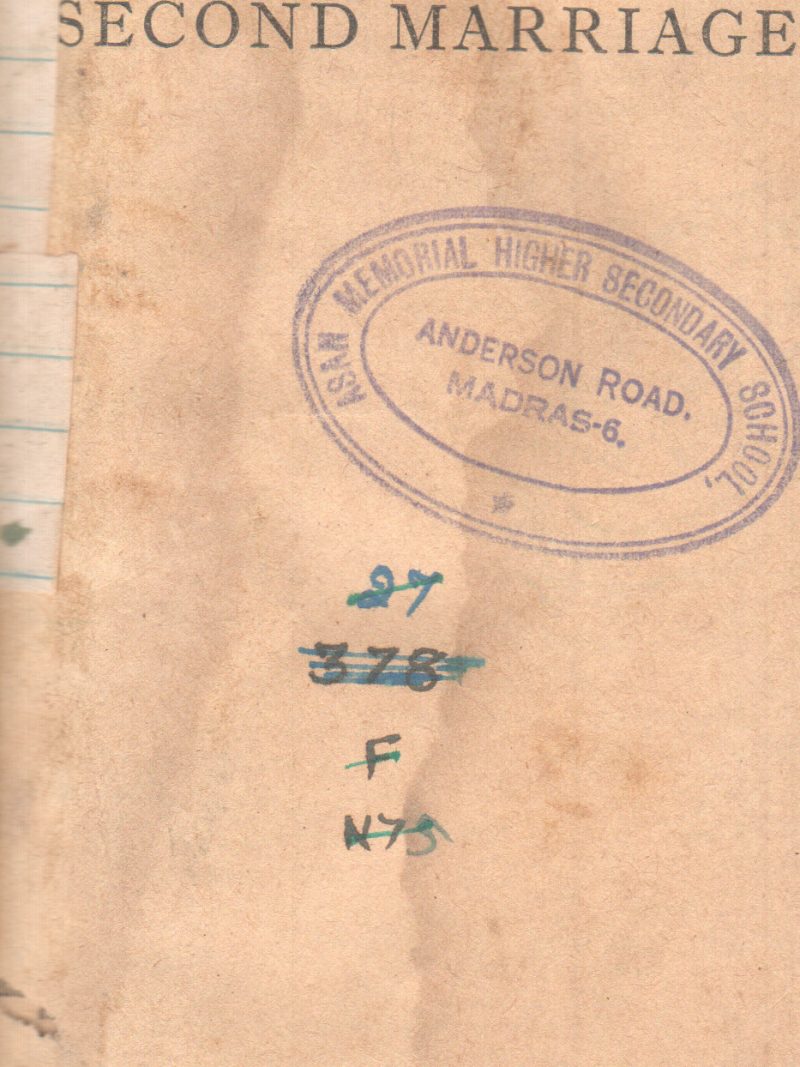 SECOND MARRIAGE
ASAN MEMORIAL HIGHER SECONDARY SCHOOL,
ANDERSON ROAD.
MADRAS-6.
27
378
F
N75